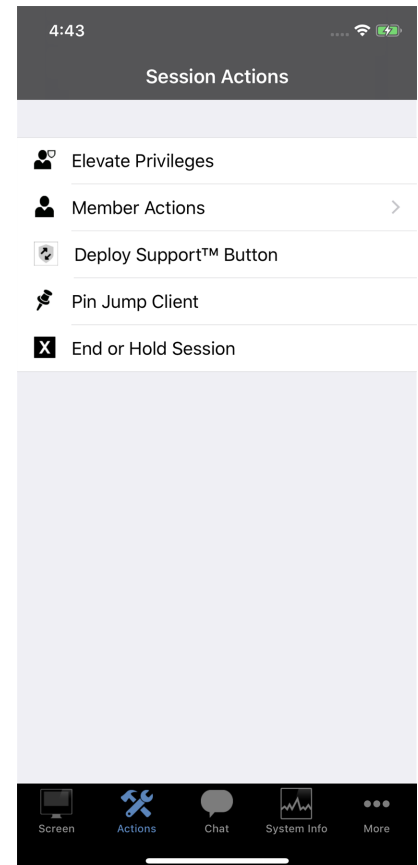 4:43
Session Actions
Elevate Privileges
Member Actions
Deploy Support™ Button
Pin Jump Client
X End or Hold Session
Screen Actions Chat System Info More